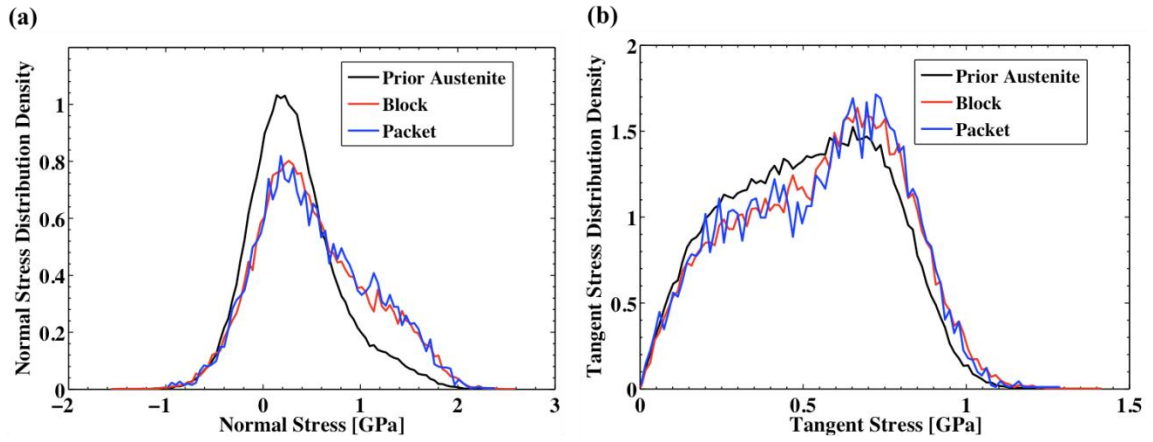 (a)
Normal Stress Distribution Density
1
0.8
0.6
0.4
0.2
0
−2
−1
0
1
2
3
Normal Stress [GPa]
Prior Austenite
Block
Packet
(b)
Tangent Stress Distribution Density
2
1.5
1
0.5
0
0
0.5
1
1.5
Tangent Stress [GPa]
Prior Austenite
Block
Packet